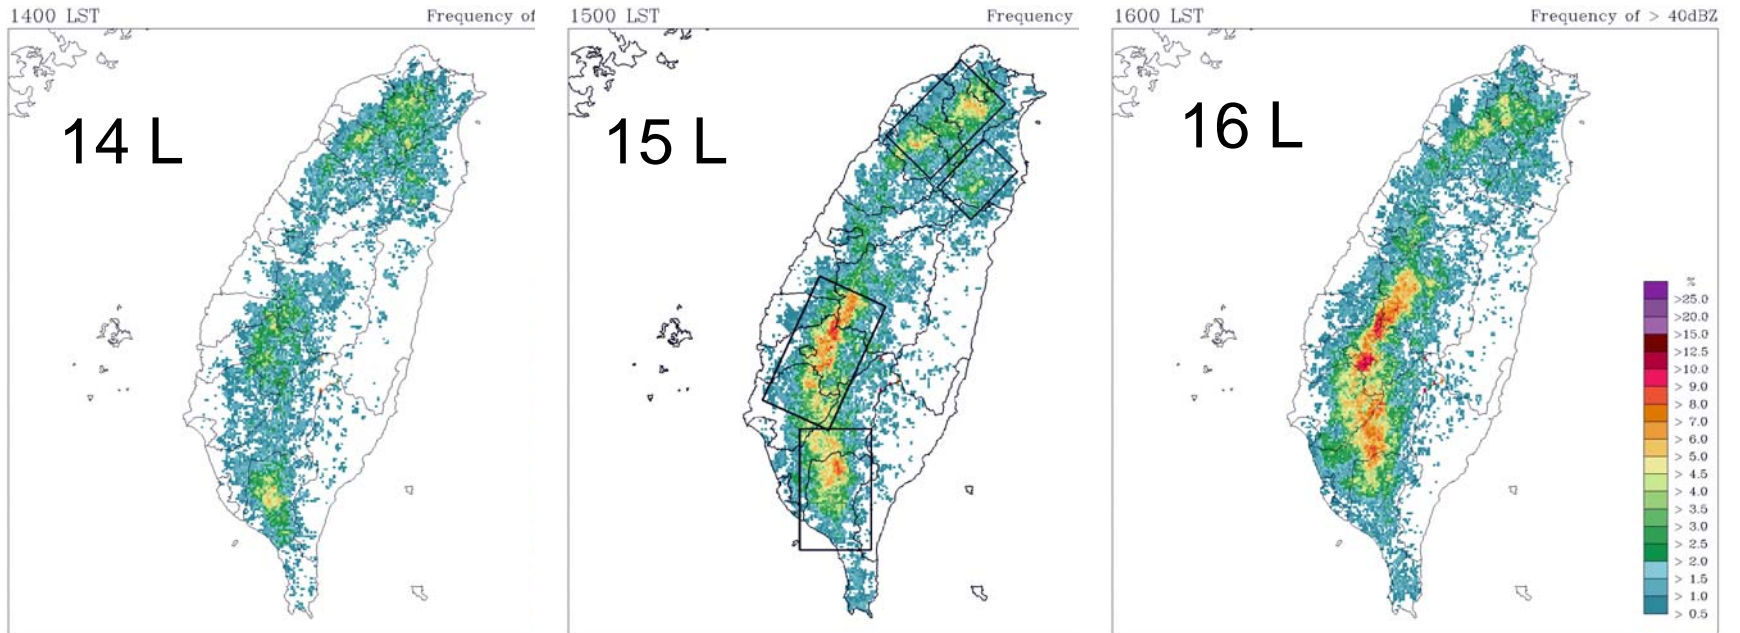 1400 LST
Frequency of
1500 LST
Frequency
1600 LST
Frequency of > 40dBZ
14 L
15 L
16 L
%
>25.0
>20.0
>15.0
>12.5
>10.0
> 9.0
> 8.0
> 7.0
> 6.0
> 5.0
> 4.5
> 4.0
> 3.5
> 3.0
> 2.5
> 2.0
> 1.5
> 1.0
> 0.5